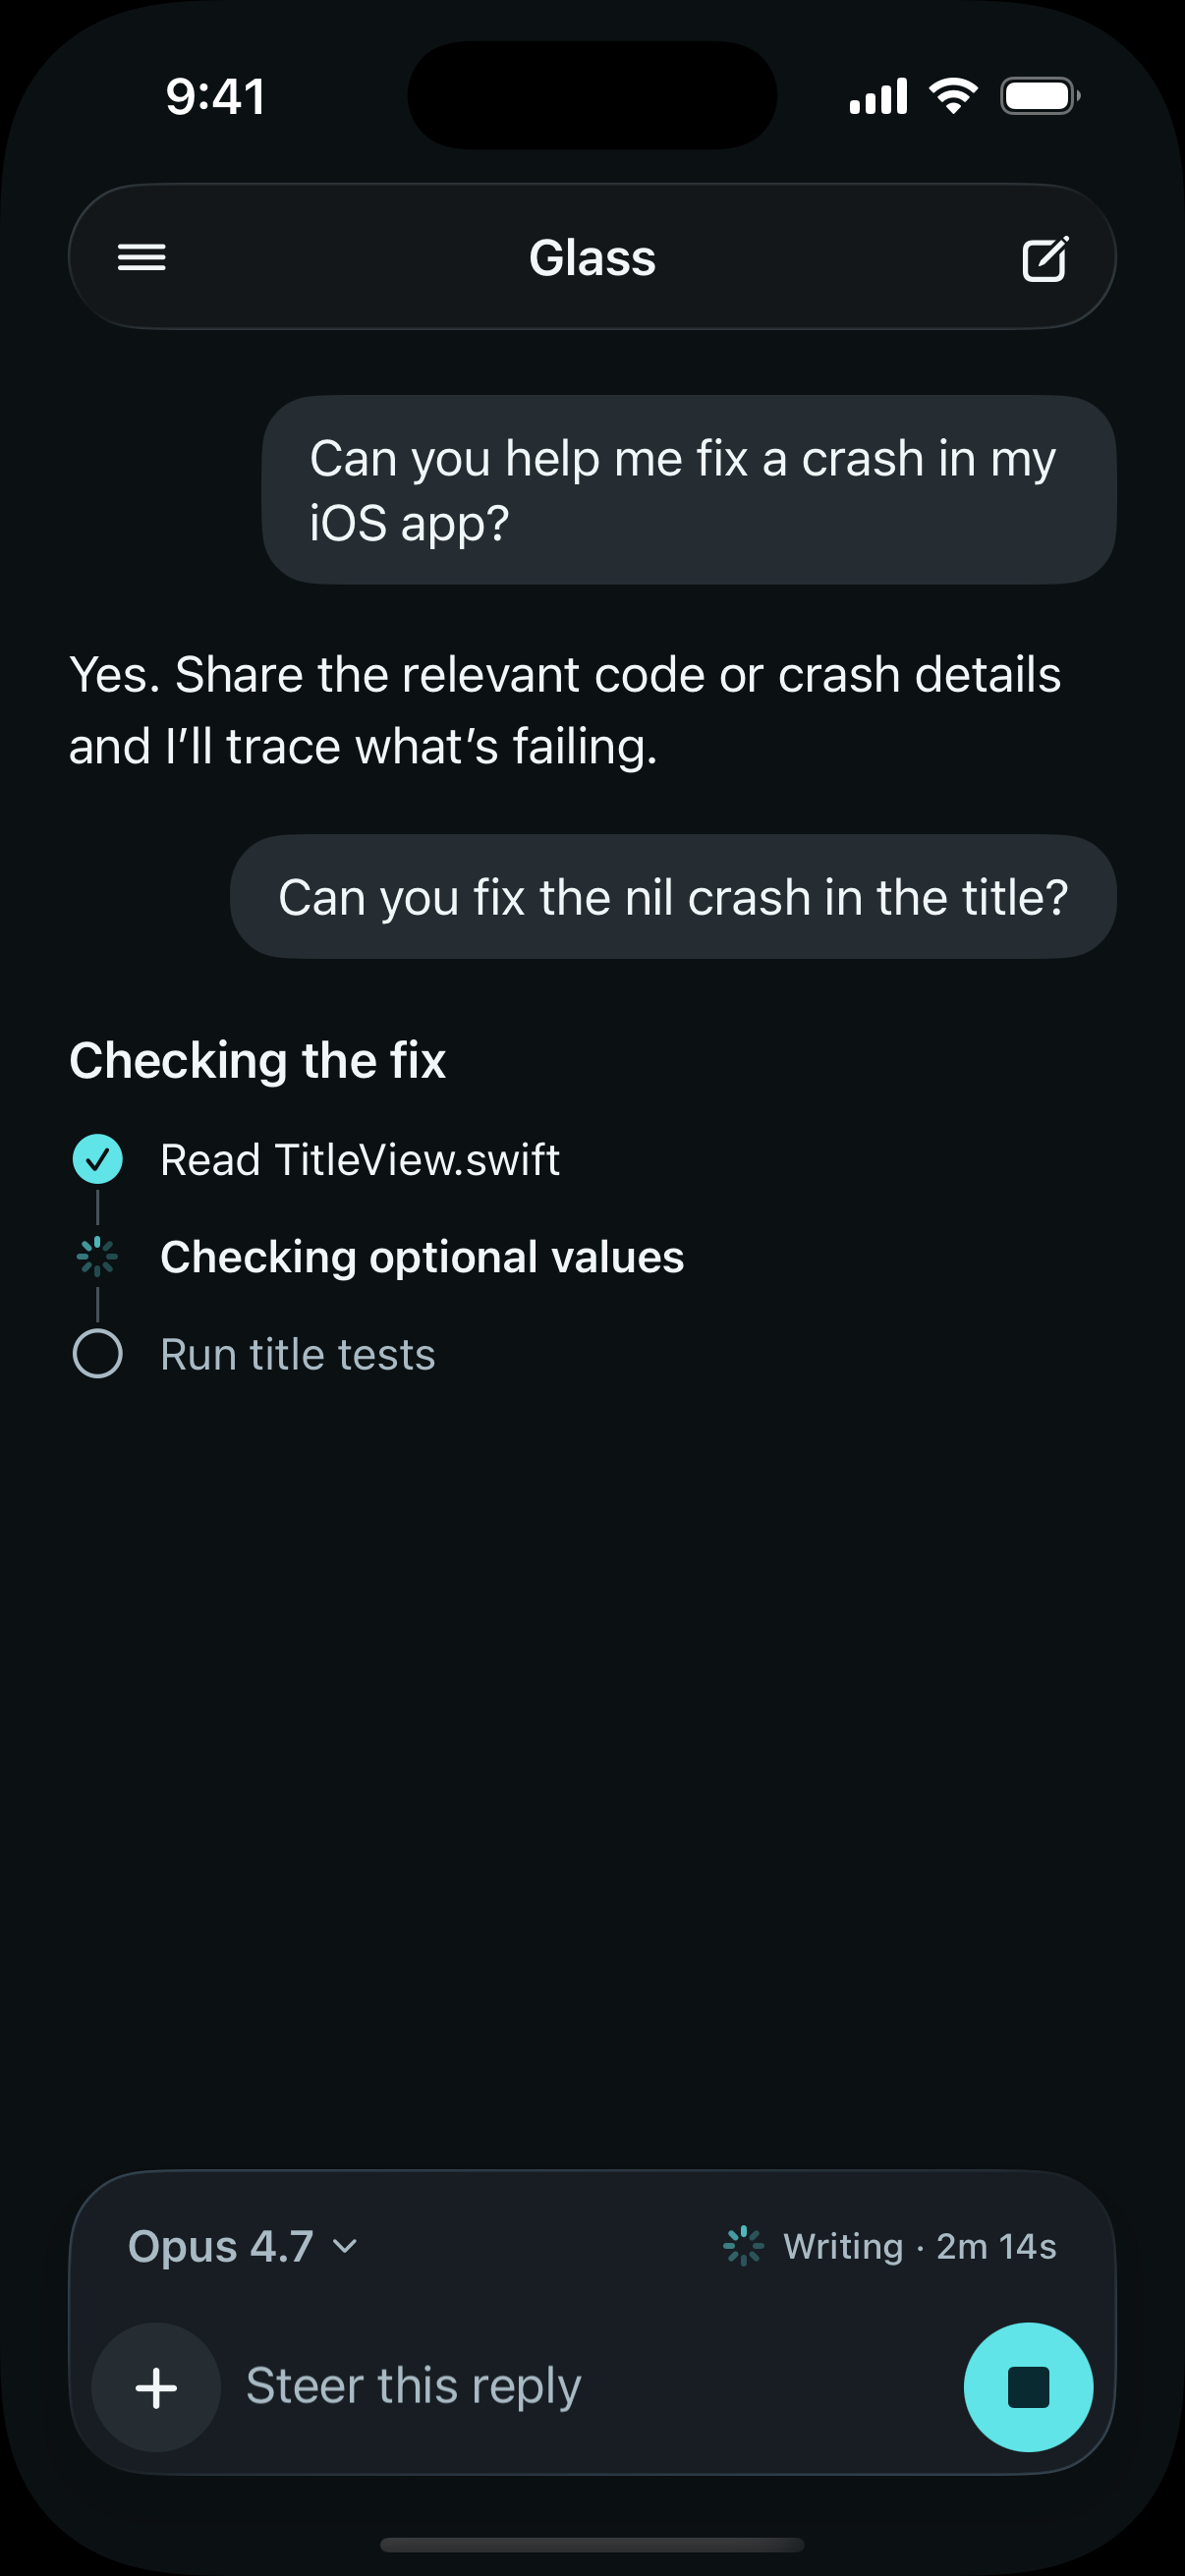 9:41
Glass
Can you help me fix a crash in my
iOS app?
Yes. Share the relevant code or crash details
and I’ll trace what’s failing.
Can you fix the nil crash in the title?
Checking the fix
Read TitleView.swift
Checking optional values
Run title tests
Opus 4.7
Writing · 2m 14s
Steer this reply